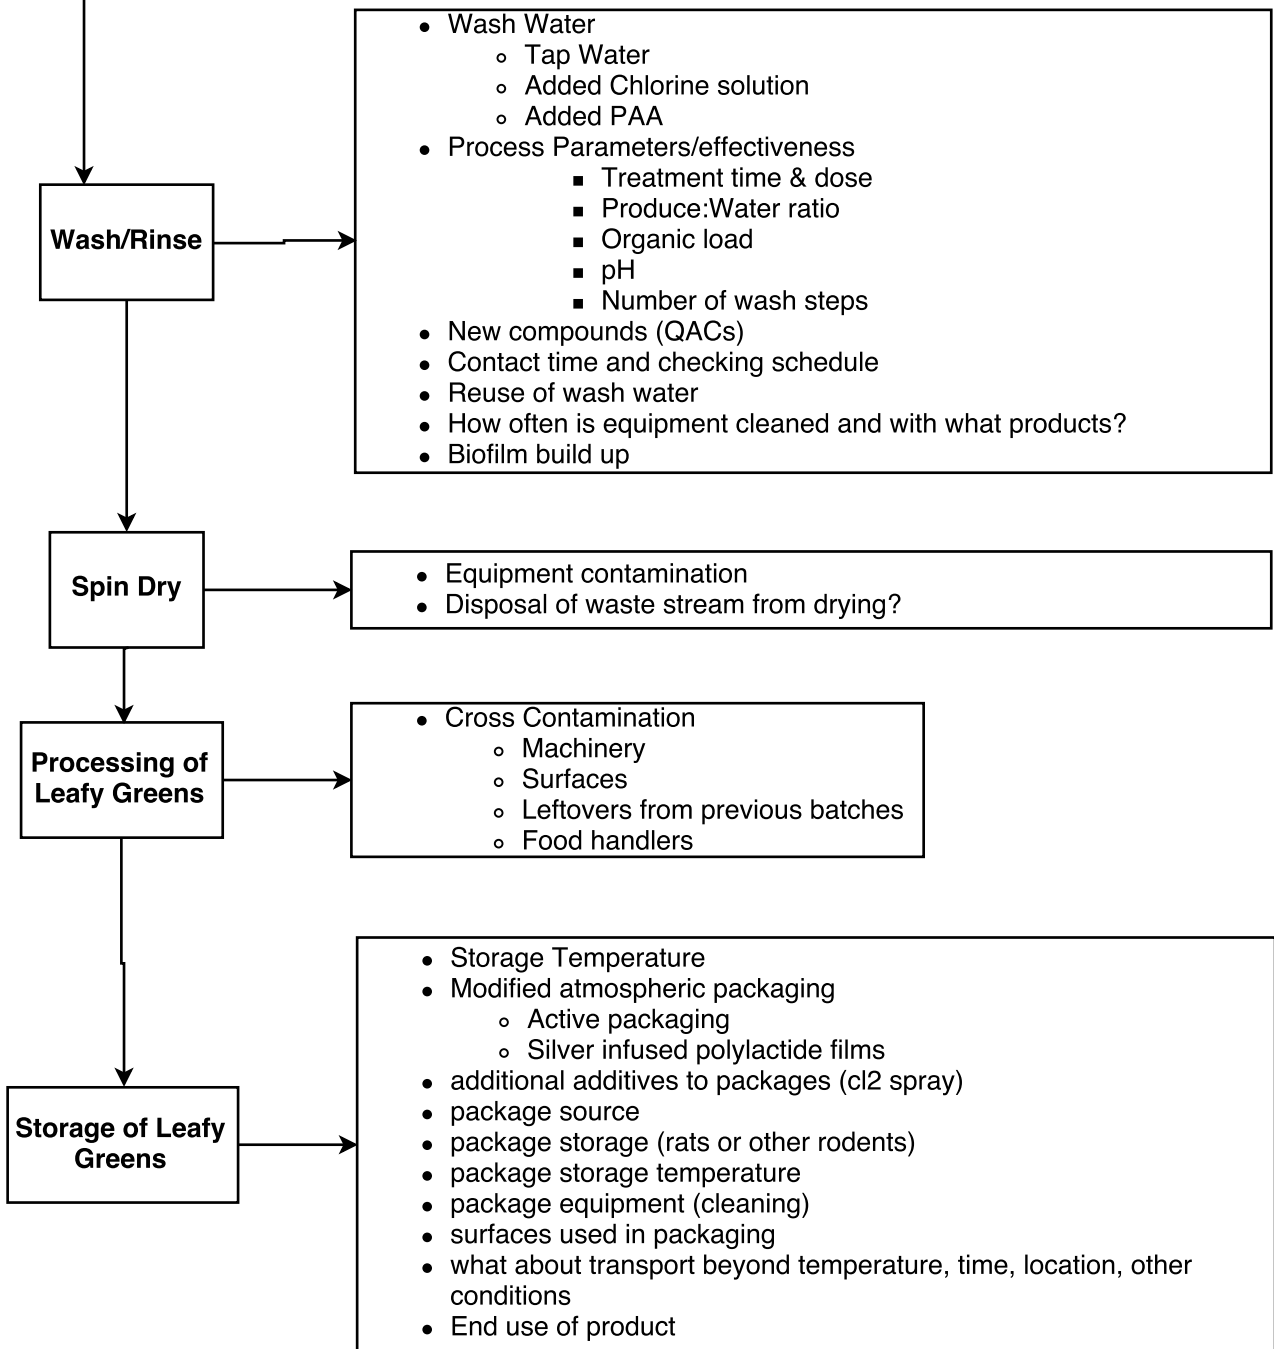 Wash Water
Tap Water
Added Chlorine solution
Added PAA
Process Parameters/effectiveness
Treatment time & dose
Produce:Water ratio
Organic load
pH
Number of wash steps
New compounds (QACs)
Contact time and checking schedule
Reuse of wash water
How often is equipment cleaned and with what products?
Biofilm build up
Wash/Rinse
Spin Dry
Equipment contamination
Disposal of waste stream from drying?
Processing of
Leafy Greens
Cross Contamination
Machinery
Surfaces
Leftovers from previous batches
Food handlers
Storage of Leafy
Greens
Storage Temperature
Modified atmospheric packaging
Active packaging
Silver infused polylactide films
additional additives to packages (cl2 spray)
package source
package storage (rats or other rodents)
package storage temperature
package equipment (cleaning)
surfaces used in packaging
what about transport beyond temperature, time, location, other
conditions
End use of product